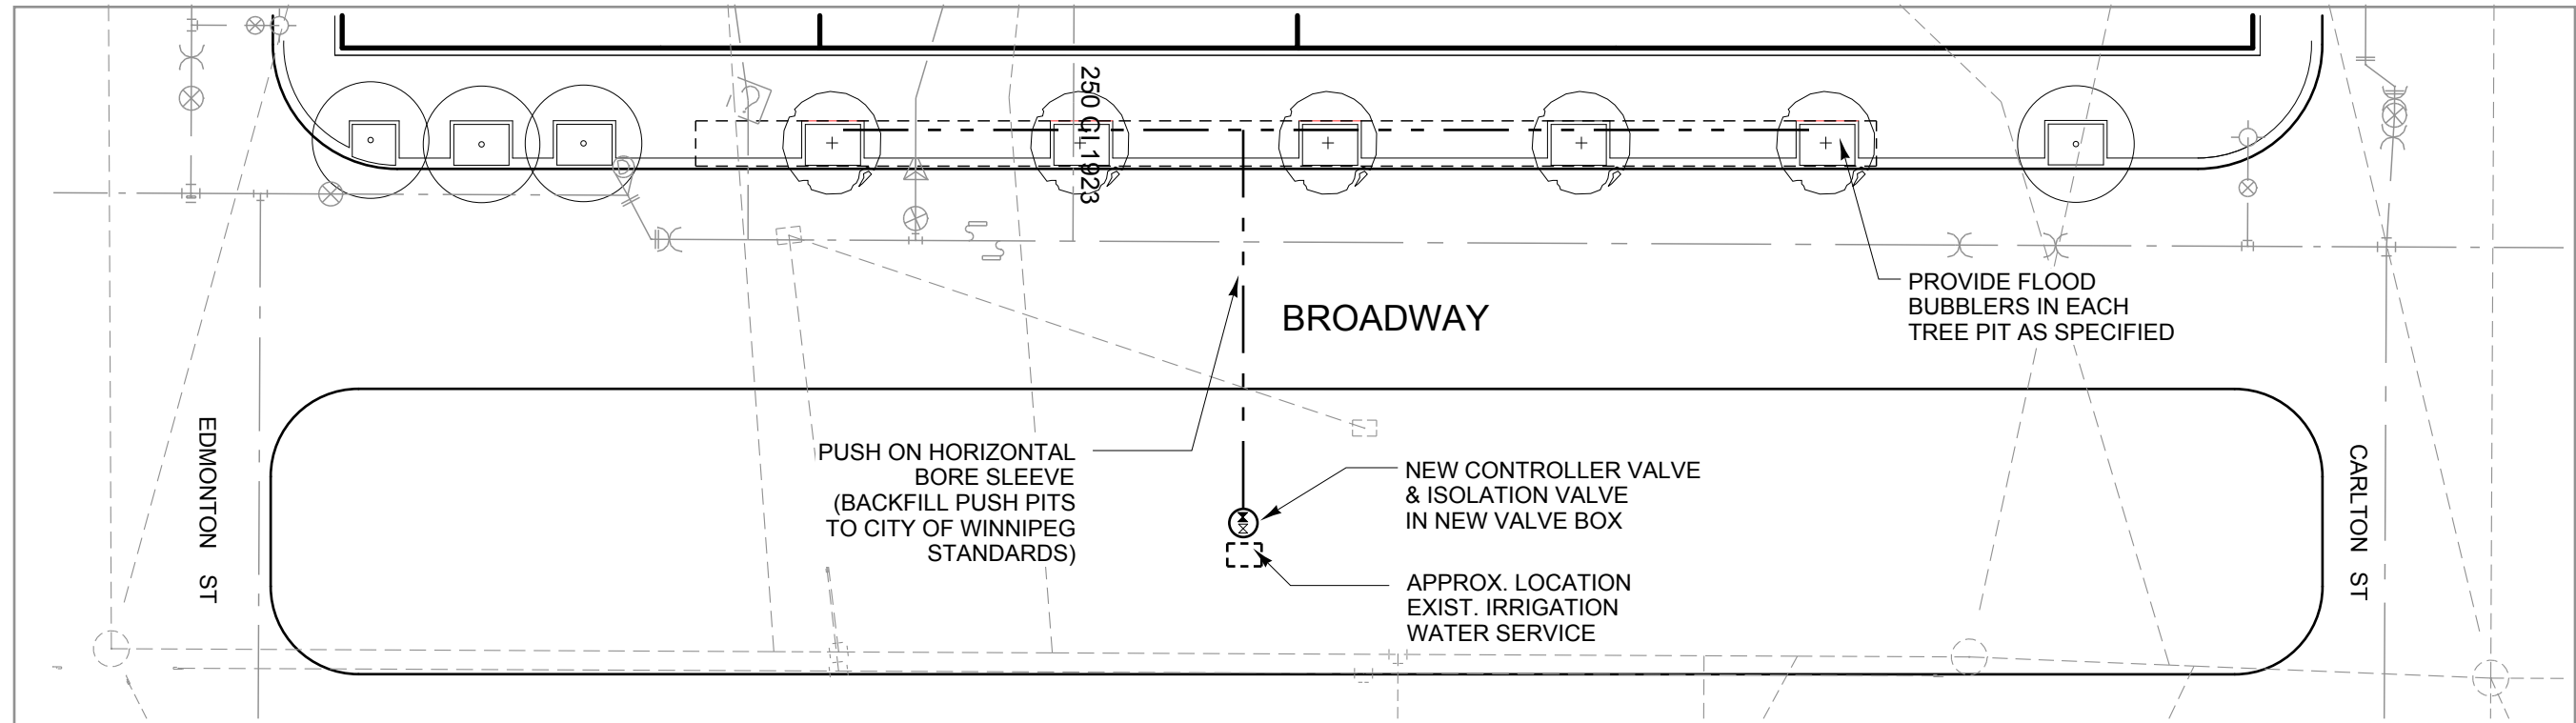 250 CI 1923
BROADWAY
PROVIDE FLOOD
BUBBLERS IN EACH
TREE PIT AS SPECIFIED
EDMONTON ST
PUSH ON HORIZONTAL
BORE SLEEVE
(BACKFILL PUSH PITS
TO CITY OF WINNIPEG
STANDARDS)
NEW CONTROLLER VALVE
& ISOLATION VALVE
IN NEW VALVE BOX
APPROX. LOCATION
EXIST. IRRIGATION
WATER SERVICE
CARLTON ST